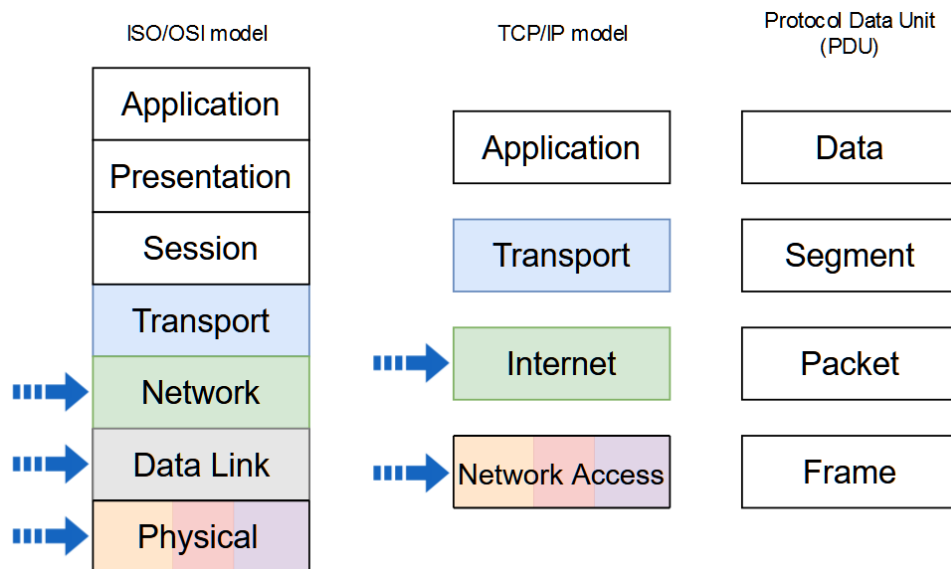 ISO/OSI model
Application
Presentation
Session
Transport
Network
Data Link
Physical
TCP/IP model
Application
Transport
Internet
Network Access
Protocol Data Unit
(PDU)
Data
Segment
Packet
Frame